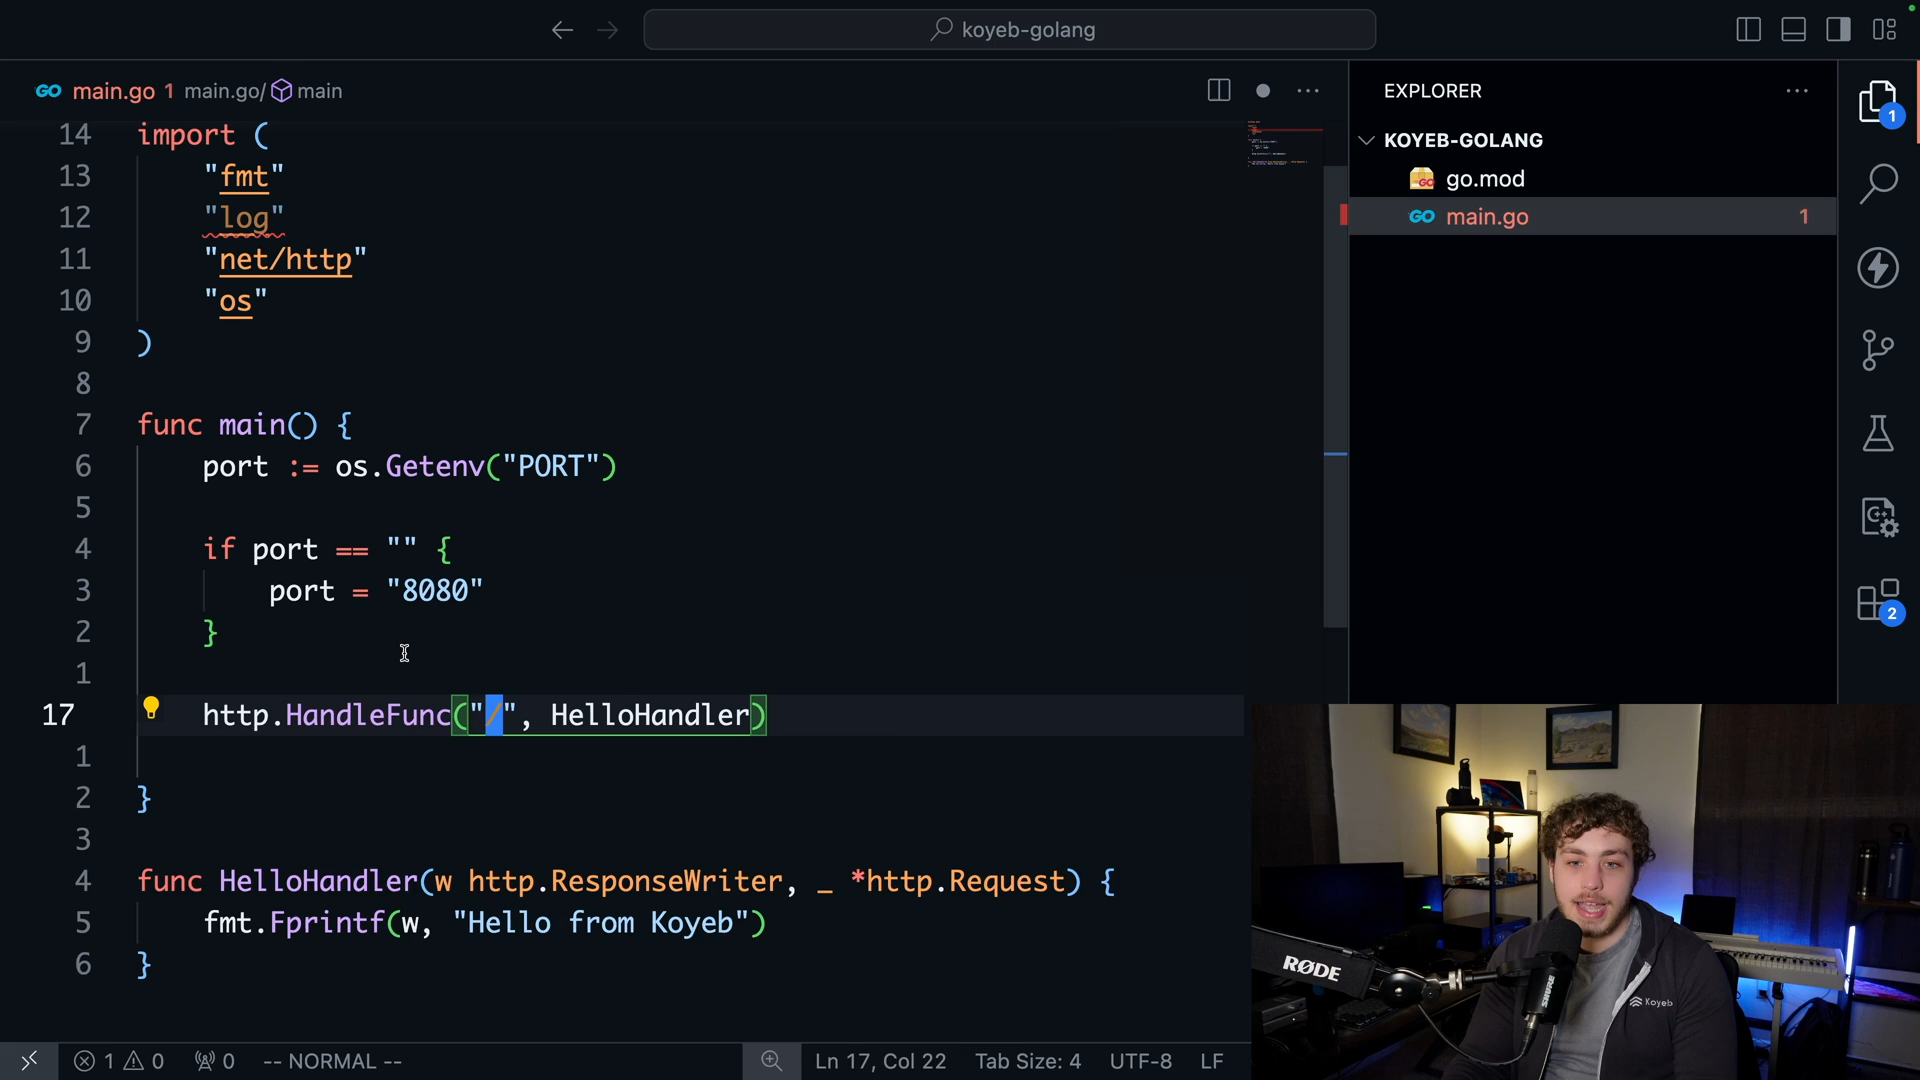 koyeb-golang
GO main.go 1 main.go/ main
EXPLORER
KOYEB-GOLANG
go.mod
GO main.go 1
1
2
14 import (
13 "fmt"
12 "log"
11 "net/http"
10 "os"
9 )
8
7 func main() {
6 port := os.Getenv("PORT")
5
4 if port == "" {
3 port = "8080"
2 }
1
17 http.HandleFunc("/", HelloHandler)
1
2 }
3
4 func HelloHandler(w http.ResponseWriter, _ *http.Request) {
5 fmt.Fprintf(w, "Hello from Koyeb")
6 }
RØDE
SHURE
Koyeb
1 0 0 -- NORMAL -- Ln 17, Col 22 Tab Size: 4 UTF-8 LF